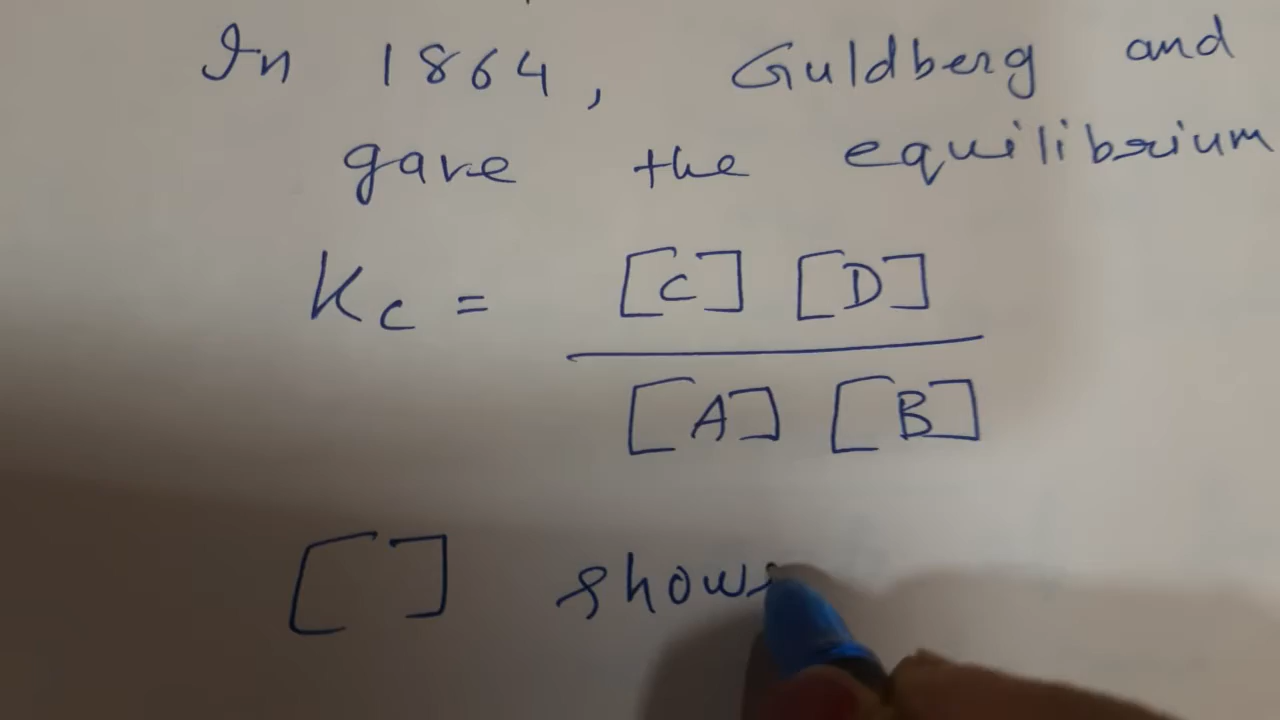 In 1864, Guldberg and
gave the equilibrium
Kc = [C] [D]
[A] [B]
[ ] shows